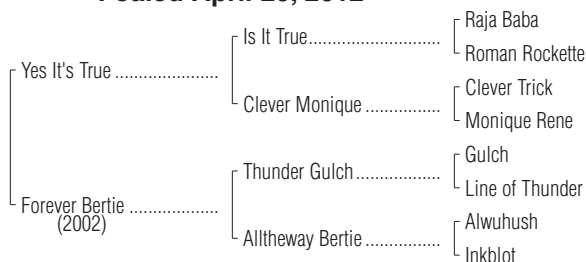 Foaled April 2012
Raja Baba
Is It True
Roman Rockette
Yes It's True
Clever Trick
Clever Monique
Monique Rene
Gulch
Thunder Gulch
Line of Thunder
Forever Bertie
(2002)
Alwuhush
Alltheway Bertie
Inkblot